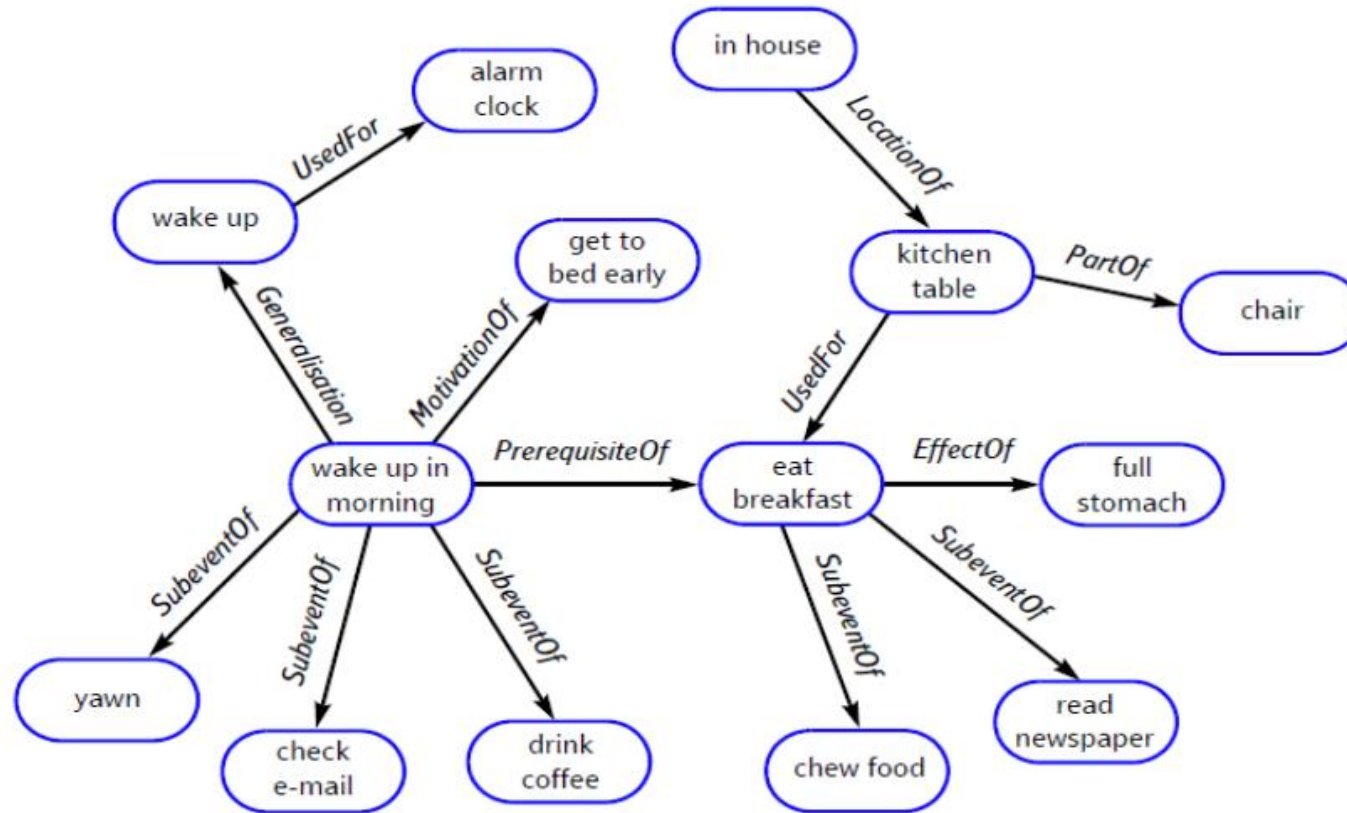 in house
alarm
clock
UsedFor
LocationOf
wake up
get to
bed early
kitchen
table
PartOf
chair
Generalisation
MotivationOf
UsedFor
wake up in
morning
PrerequisiteOf
eat
breakfast
EffectOf
full
stomach
SubeventOf
SubeventOf
SubeventOf
SubeventOf
SubeventOf
yawn
check
e-mail
drink
coffee
chew food
read
newspaper